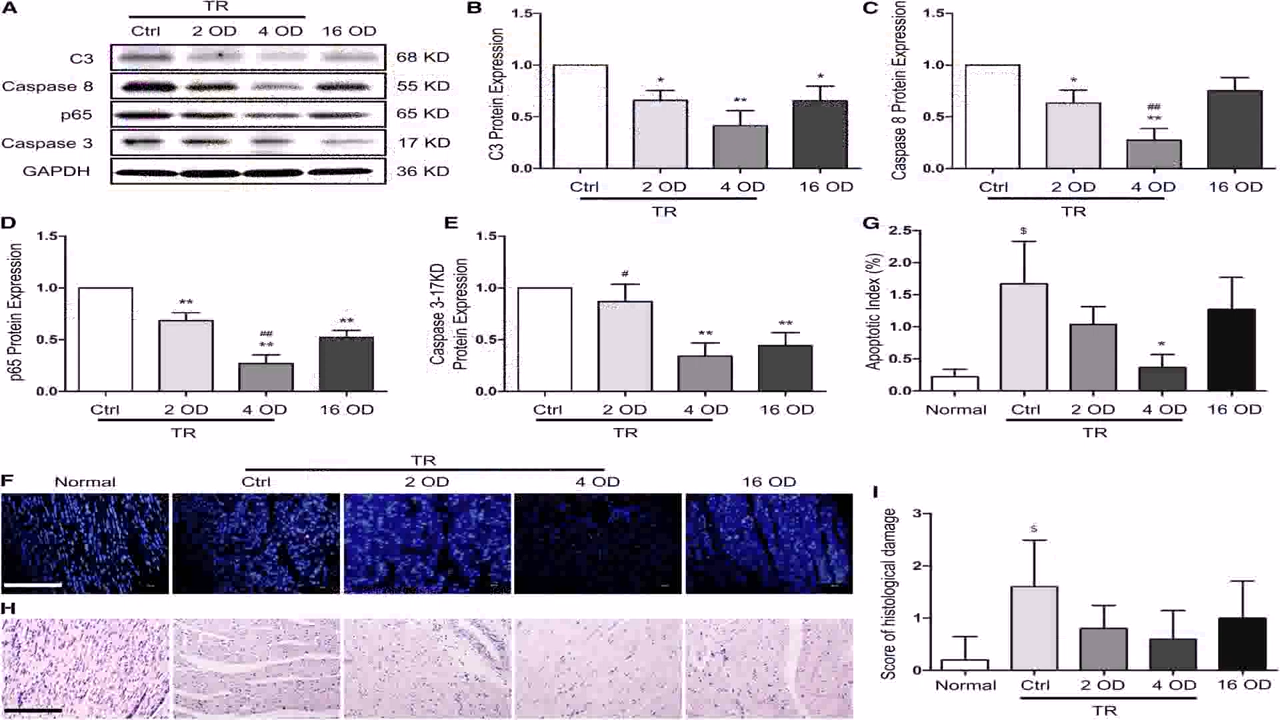 A
TR
Ctrl 2 OD 4 OD 16 OD
C3 68 KD
Caspase 8 55 KD
p65 65 KD
Caspase 3 17 KD
GAPDH 36 KD
B
C3 Protein Expression
1.5
1.0
0.5
0.0
*
**
*
Ctrl 2 OD 4 OD 16 OD
TR
C
Caspase 8 Protein Expression
1.5
1.0
0.5
0.0
*
##
**
Ctrl 2 OD 4 OD 16 OD
TR
D
p65 Protein Expression
1.5
1.0
0.5
0.0
**
##
**
**
Ctrl 2 OD 4 OD 16 OD
TR
E
Caspase 3-17KD
Protein Expression
1.5
1.0
0.5
0.0
#
**
**
Ctrl 2 OD 4 OD 16 OD
TR
G
Apoptotic Index (%)
2.5
2.0
1.5
1.0
0.5
0.0
$
*
Normal Ctrl 2 OD 4 OD 16 OD
TR
F
TR
Normal Ctrl 2 OD 4 OD 16 OD
H
I
Score of histological damage
3
2
1
0
$
Normal Ctrl 2 OD 4 OD 16 OD
TR